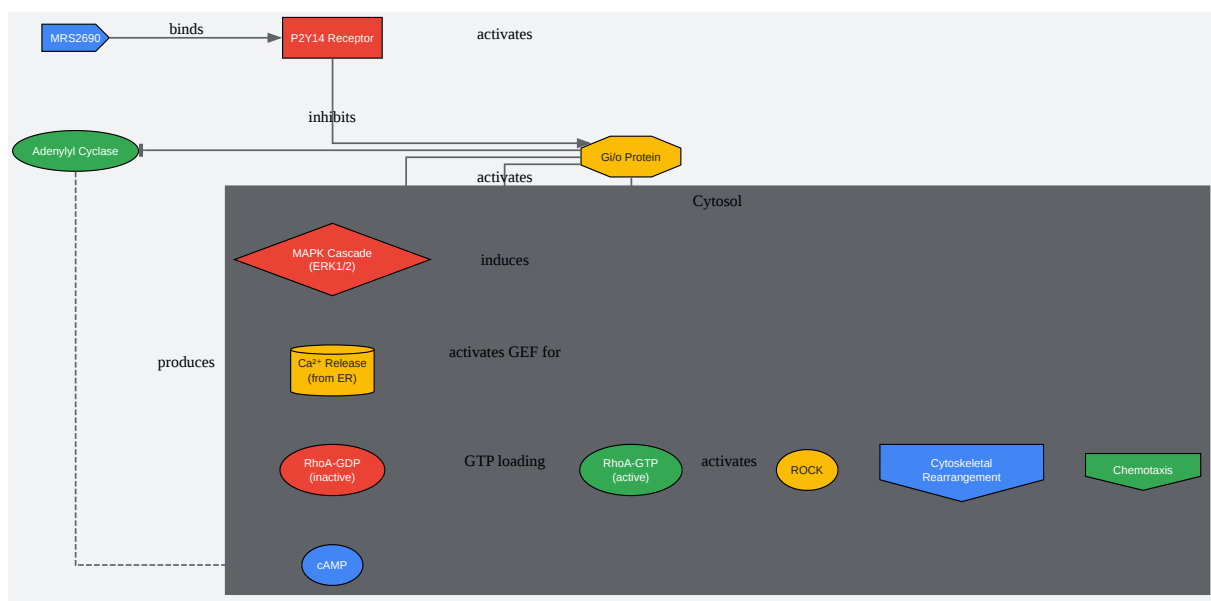 MRS2690
binds
P2Y14 Receptor
activates
inhibits
Adenylyl Cyclase
Gi/o Protein
activates
Cytosol
MAPK Cascade
(ERK1/2)
induces
produces
Ca²⁺ Release
(from ER)
activates GEF for
RhoA-GDP
(inactive)
GTP loading
RhoA-GTP
(active)
activates
ROCK
Cytoskeletal
Rearrangement
Chemotaxis
cAMP